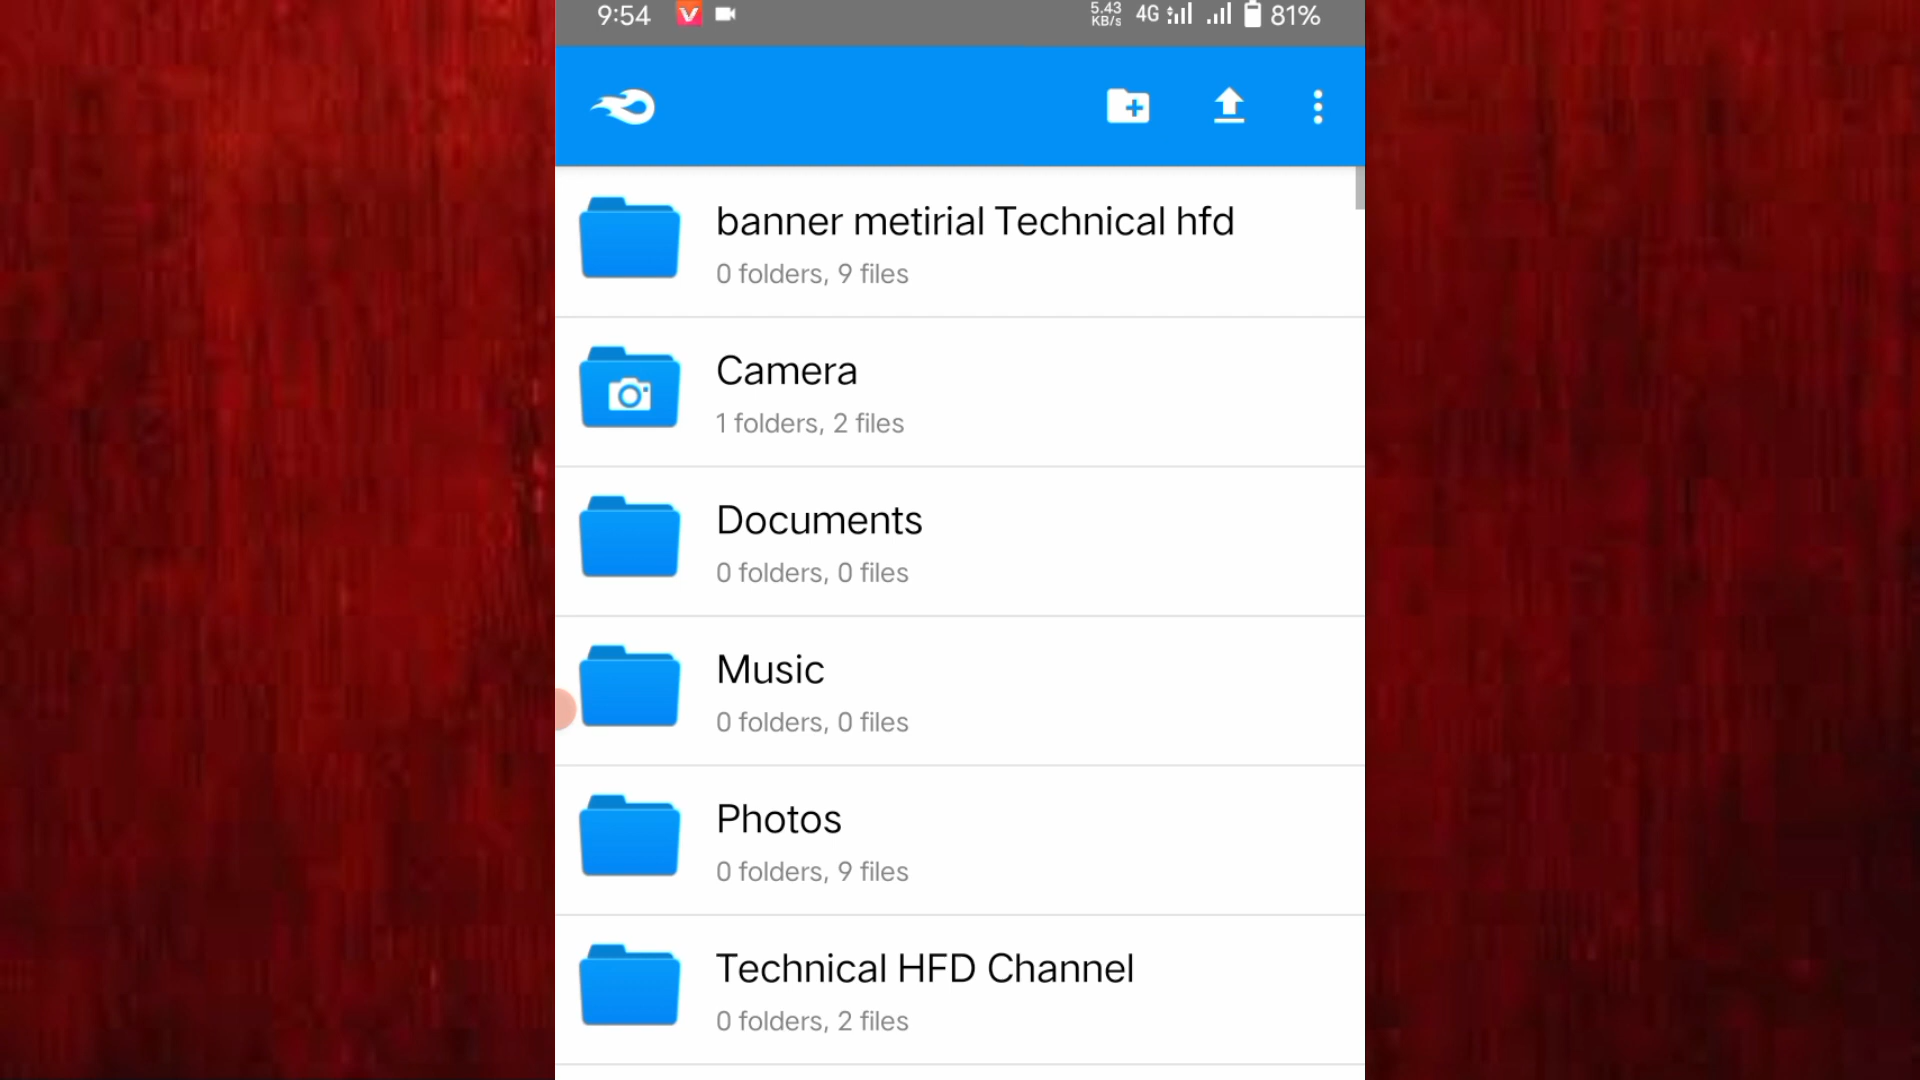 9:54
5.43 KB/s 4G 81%
banner metirial Technical hfd
0 folders, 9 files
Camera
1 folders, 2 files
Documents
0 folders, 0 files
Music
0 folders, 0 files
Photos
0 folders, 9 files
Technical HFD Channel
0 folders, 2 files